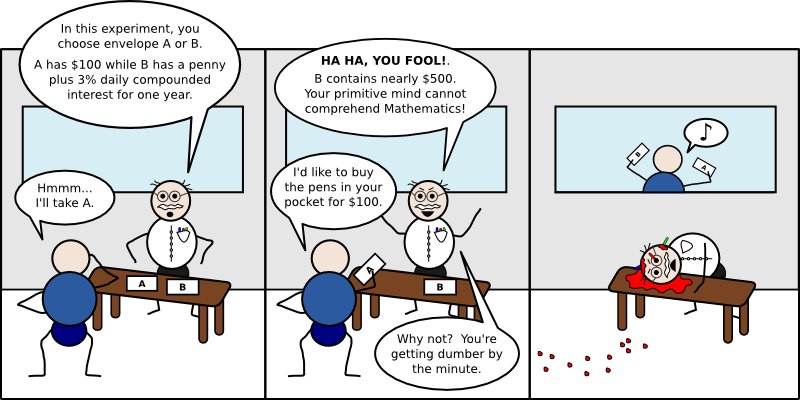 In this experiment, you
choose envelope A or B.
A has $100 while B has a penny
plus 3% daily compounded
interest for one year.
Hmmm...
I'll take A.
A
B
HA HA, YOU FOOL!.
B contains nearly $500.
Your primitive mind cannot
comprehend Mathematics!
I'd like to buy
the pens in your
pocket for $100.
A
B
Why not?  You're
getting dumber by
the minute.
B
A